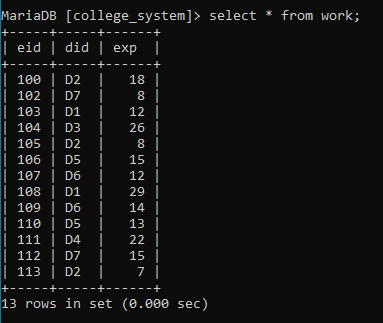 MariaDB [college_system]> select * from work;
+-----+-----+------+
| eid | did | exp  |
+-----+-----+------+
| 100 | D2  |   18 |
| 102 | D7  |    8 |
| 103 | D1  |   12 |
| 104 | D3  |   26 |
| 105 | D2  |    8 |
| 106 | D5  |   15 |
| 107 | D6  |   12 |
| 108 | D1  |   29 |
| 109 | D6  |   14 |
| 110 | D5  |   13 |
| 111 | D4  |   22 |
| 112 | D7  |   15 |
| 113 | D2  |    7 |
+-----+-----+------+
13 rows in set (0.000 sec)